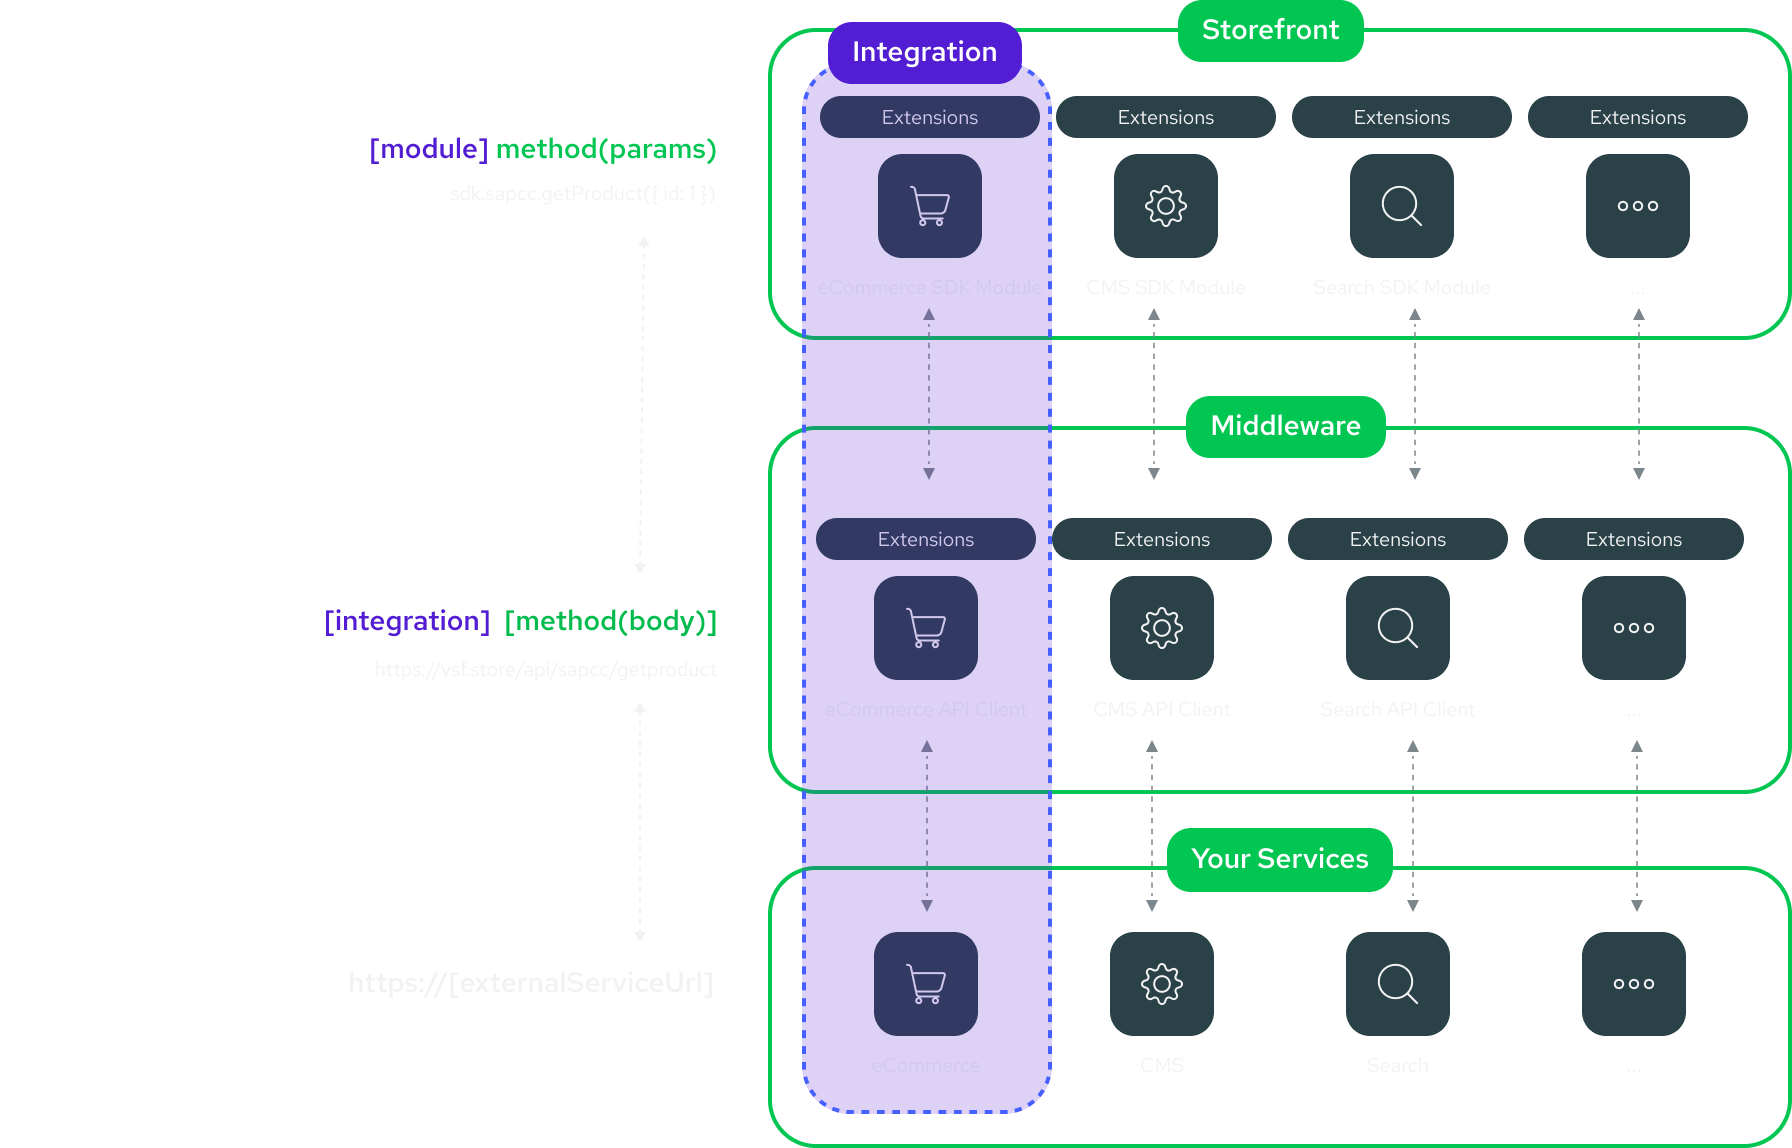 Storefront
Integration
Extensions
Extensions
Extensions
Extensions
[module] method(params)
sdk.sapcc.getProduct({ id: 1 })
eCommerce SDK Module
CMS SDK Module
Search SDK Module
...
Middleware
Extensions
Extensions
Extensions
Extensions
[integration] [method(body)]
https://vsf.store/api/sapcc/getproduct
eCommerce API Client
CMS API Client
Search API Client
...
Your Services
https://[externalServiceUrl]
eCommerce
CMS
Search
...